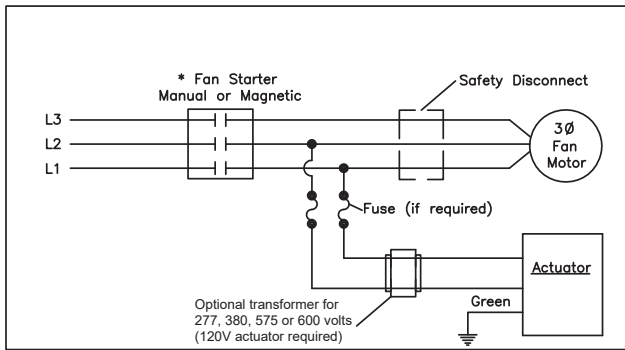 * Fan Starter
Manual or Magnetic
Safety Disconnect
L3
L2
L1
3Ø
Fan
Motor
Fuse (if required)
Actuator
Green
Optional transformer for
277, 380, 575 or 600 volts
(120V actuator required)